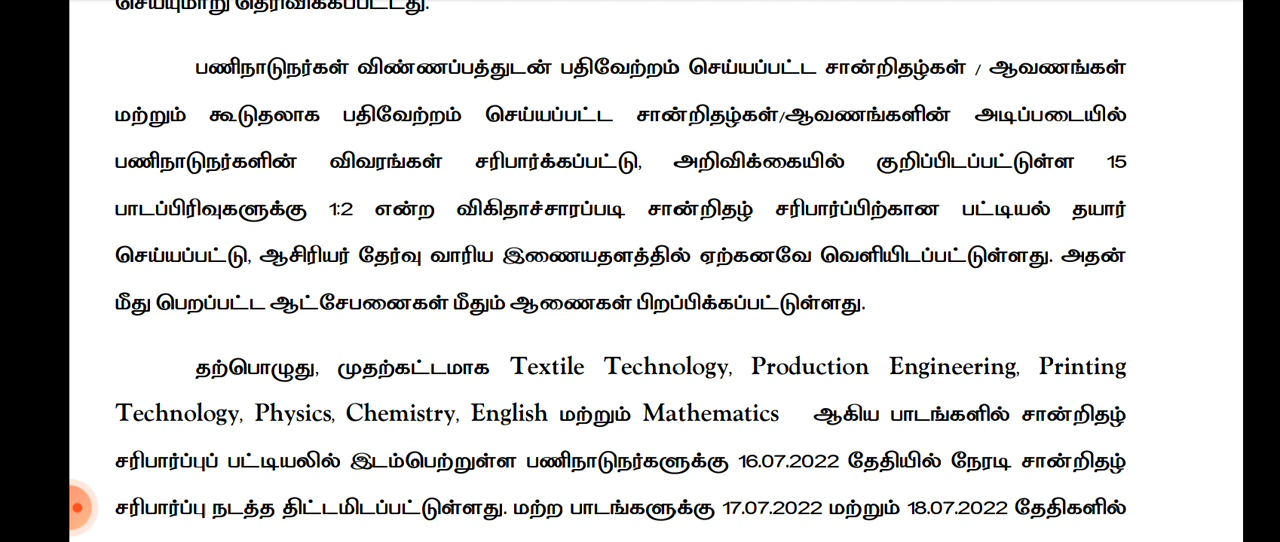 செய்யுமாறு தெரிவிக்கப்பட்டது.
பணிநாடுநர்கள் விண்ணப்பத்துடன் பதிவேற்றம் செய்யப்பட்ட சான்றிதழ்கள் / ஆவணங்கள்
மற்றும் கூடுதலாக பதிவேற்றம் செய்யப்பட்ட சான்றிதழ்கள்/ஆவணங்களின் அடிப்படையில்
பணிநாடுநர்களின் விவரங்கள் சரிபார்க்கப்பட்டு, அறிவிக்கையில் குறிப்பிடப்பட்டுள்ள 15
பாடப்பிரிவுகளுக்கு 1:2 என்ற விகிதாச்சாரப்படி சான்றிதழ் சரிபார்ப்பிற்கான பட்டியல் தயார்
செய்யப்பட்டு, ஆசிரியர் தேர்வு வாரிய இணையதளத்தில் ஏற்கனவே வெளியிடப்பட்டுள்ளது. அதன்
மீது பெறப்பட்ட ஆட்சேபனைகள் மீதும் ஆணைகள் பிறப்பிக்கப்பட்டுள்ளது.
தற்பொழுது, முதற்கட்டமாக Textile Technology, Production Engineering, Printing
Technology, Physics, Chemistry, English மற்றும் Mathematics ஆகிய பாடங்களில் சான்றிதழ்
சரிபார்ப்புப் பட்டியலில் இடம்பெற்றுள்ள பணிநாடுநர்களுக்கு 16.07.2022 தேதியில் நேரடி சான்றிதழ்
சரிபார்ப்பு நடத்த திட்டமிடப்பட்டுள்ளது. மற்ற பாடங்களுக்கு 17.07.2022 மற்றும் 18.07.2022 தேதிகளில்